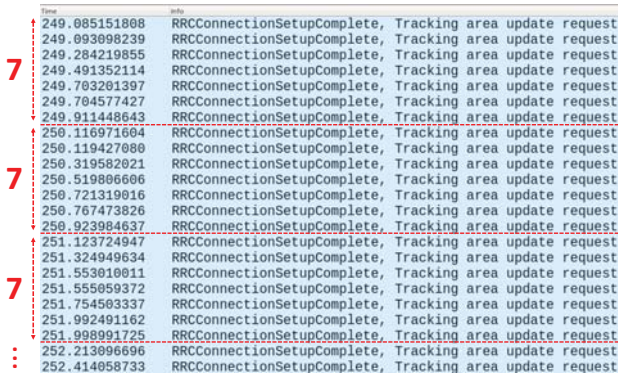 Time Info
249.085151808 RRCConnectionSetupComplete, Tracking area update request
249.093098239 RRCConnectionSetupComplete, Tracking area update request
249.284219855 RRCConnectionSetupComplete, Tracking area update request
7 249.491352114 RRCConnectionSetupComplete, Tracking area update request
249.703201397 RRCConnectionSetupComplete, Tracking area update request
249.704577427 RRCConnectionSetupComplete, Tracking area update request
249.911448643 RRCConnectionSetupComplete, Tracking area update request
250.116971604 RRCConnectionSetupComplete, Tracking area update request
250.119427080 RRCConnectionSetupComplete, Tracking area update request
250.319582021 RRCConnectionSetupComplete, Tracking area update request
7 250.519806606 RRCConnectionSetupComplete, Tracking area update request
250.721319016 RRCConnectionSetupComplete, Tracking area update request
250.767473826 RRCConnectionSetupComplete, Tracking area update request
250.923984637 RRCConnectionSetupComplete, Tracking area update request
251.123724947 RRCConnectionSetupComplete, Tracking area update request
251.324949634 RRCConnectionSetupComplete, Tracking area update request
251.553010011 RRCConnectionSetupComplete, Tracking area update request
7 251.555059372 RRCConnectionSetupComplete, Tracking area update request
251.754503337 RRCConnectionSetupComplete, Tracking area update request
251.992491162 RRCConnectionSetupComplete, Tracking area update request
251.998991725 RRCConnectionSetupComplete, Tracking area update request
⋮ 252.213096696 RRCConnectionSetupComplete, Tracking area update request
252.414058733 RRCConnectionSetupComplete, Tracking area update request